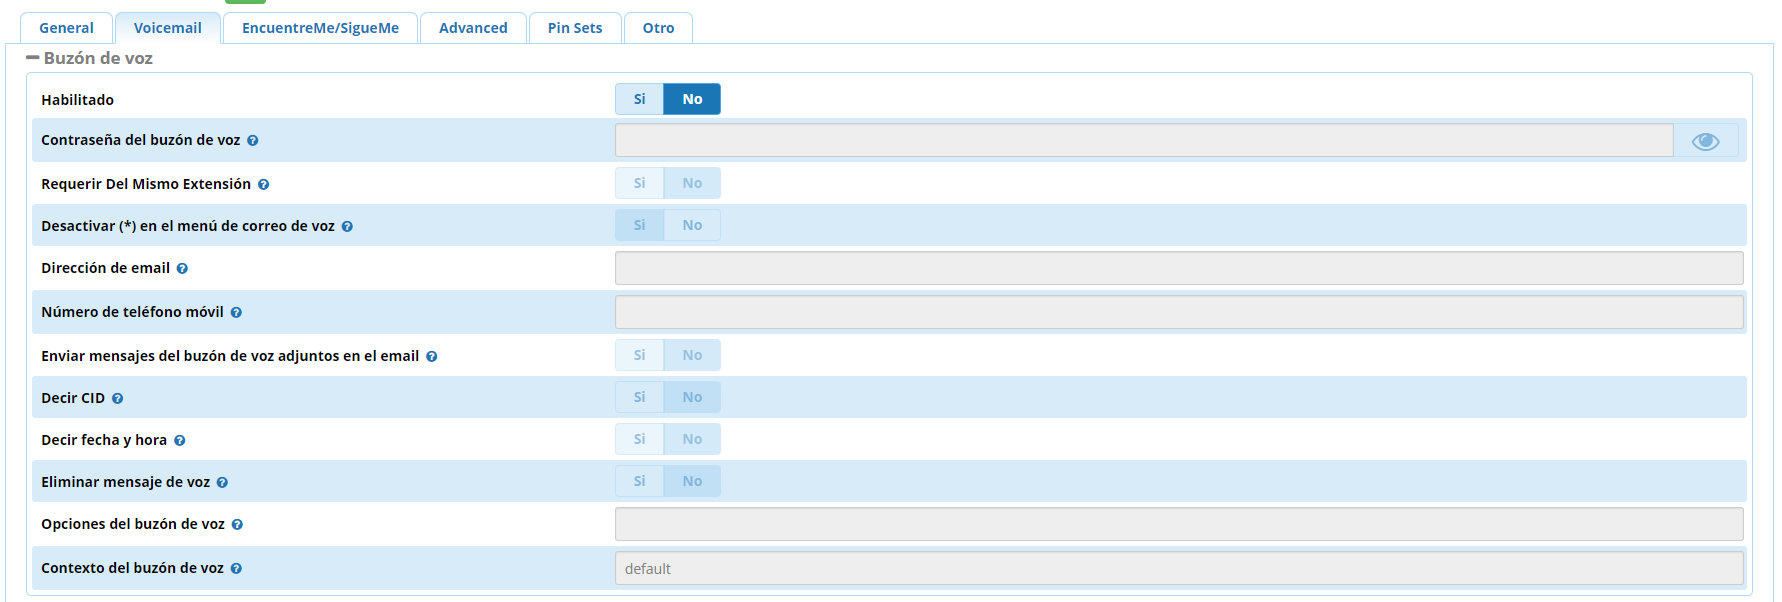 General Voicemail EncuentreMe/SigueMe Advanced Pin Sets Otro
Buzón de voz
Habilitado Si No
Contraseña del buzón de voz
Requerir Del Mismo Extensión Si No
Desactivar (*) en el menú de correo de voz Si No
Dirección de email
Número de teléfono móvil
Enviar mensajes del buzón de voz adjuntos en el email Si No
Decir CID Si No
Decir fecha y hora Si No
Eliminar mensaje de voz Si No
Opciones del buzón de voz
Contexto del buzón de voz default